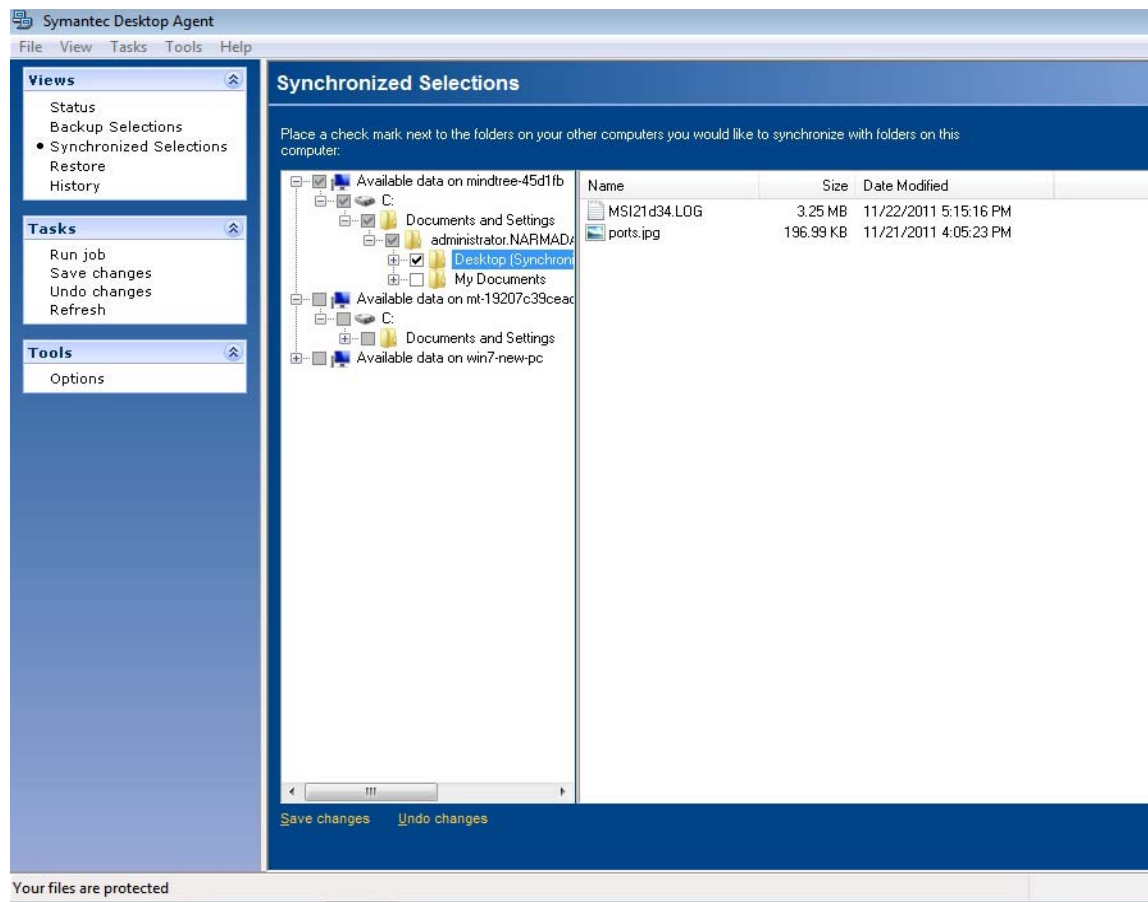 Symantec Desktop Agent
File View Tasks Tools Help
Views
Status
Backup Selections
Synchronized Selections
Restore
History
Tasks
Run job
Save changes
Undo changes
Refresh
Tools
Options
Synchronized Selections
Place a check mark next to the folders on your other computers you would like to synchronize with folders on this
computer:
Available data on mindtree-45d1fb
C:
Documents and Settings
administrator.NARMADA
Desktop (Synchroni
My Documents
Available data on mt-19207c39ceac
C:
Documents and Settings
Available data on win7-new-pc
Name Size Date Modified
MSI21d34.LOG 3.25 MB 11/22/2011 5:15:16 PM
ports.jpg 196.99 KB 11/21/2011 4:05:23 PM
Save changes Undo changes
Your files are protected